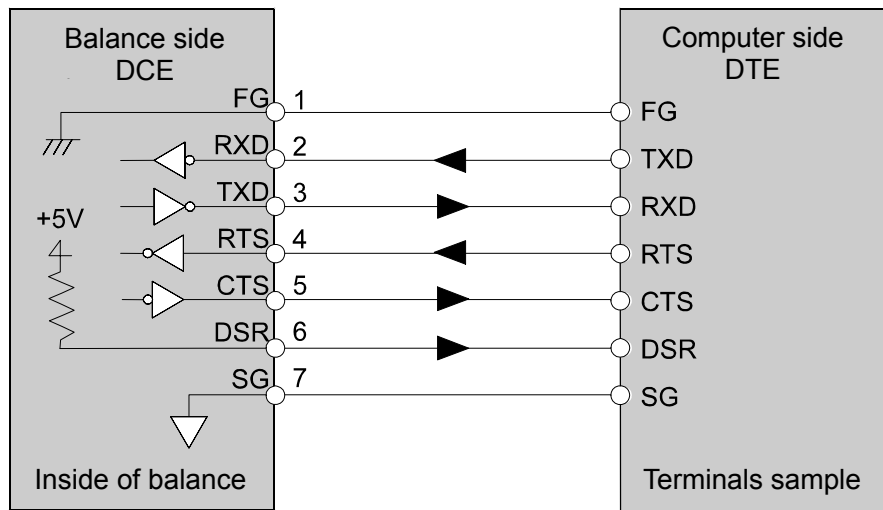 Balance side
DCE
Computer side
DTE
FG 1 FG
RXD 2 TXD
TXD 3 RXD
+5V
RTS 4 RTS
CTS 5 CTS
DSR 6 DSR
SG 7 SG
Inside of balance
Terminals sample